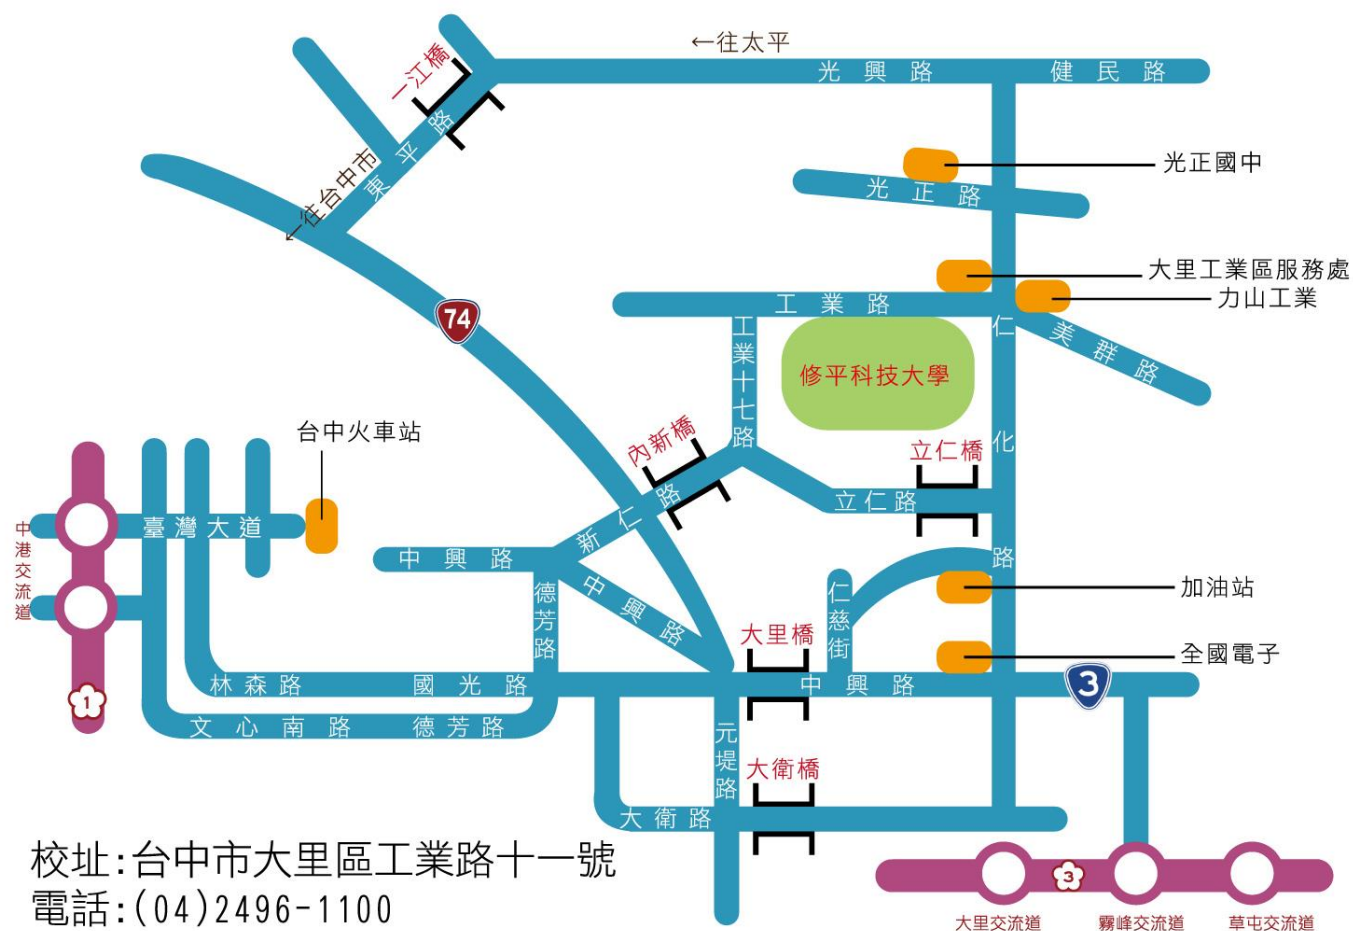 ←往太平
一江橋
光興路
健民路
東平路
←往台中市
光正國中
光正路
大里工業區服務處
力山工業
工業路
美群路
74
工業十七路
修平科技大學
仁化路
台中火車站
內新橋
立仁橋
新仁路
立仁路
中港交流道
臺灣大道
中興路
德芳路
中興路
仁慈街
加油站
大里橋
全國電子
林森路
國光路
中興路
3
1
文心南路
德芳路
元堤路
大衛橋
大衛路
校址:台中市大里區工業路十一號
電話:(04)2496-1100
3
大里交流道
霧峰交流道
草屯交流道